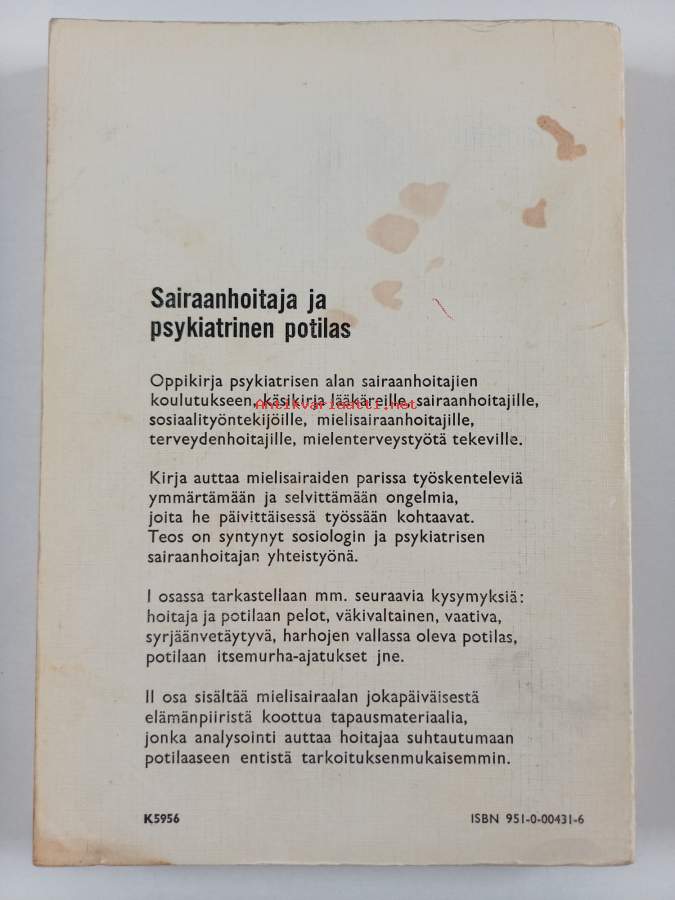 Sairaanhoitaja ja
psykiatrinen potilas
Oppikirja psykiatrisen alan sairaanhoitajien
koulutukseen, käsikirja lääkäreille, sairaanhoitajille,
Antikvariaatti.net
sosiaalityöntekijöille, mielisairaanhoitajille,
terveydenhoitajille, mielenterveystyötä tekeville.
Kirja auttaa mielisairaiden parissa työskenteleviä
ymmärtämään ja selvittämään ongelmia,
joita he päivittäisessä työssään kohtaavat.
Teos on syntynyt sosiologin ja psykiatrisen
sairaanhoitajan yhteistyönä.
I osassa tarkastellaan mm. seuraavia kysymyksiä:
hoitaja ja potilaan pelot, väkivaltainen, vaativa,
syrjäänvetäytyvä, harhojen vallassa oleva potilas,
potilaan itsemurha-ajatukset jne.
II osa sisältää mielisairaalan jokapäiväisestä
elämänpiiristä koottua tapausmateriaalia,
jonka analysointi auttaa hoitajaa suhtautumaan
potilaaseen entistä tarkoituksenmukaisemmin.
K5956
ISBN 951-0-00431-6